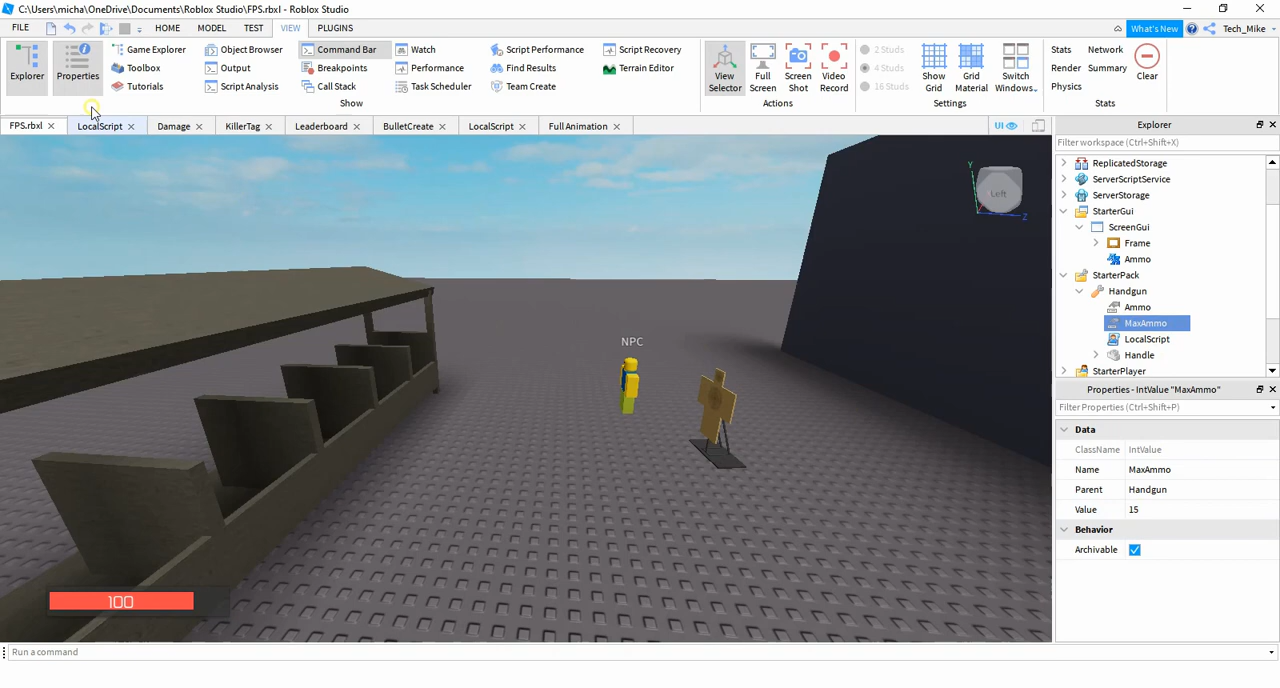 C:\Users\micha\OneDrive\Documents\Roblox Studio\FPS.rbxl - Roblox Studio
FILE HOME MODEL TEST VIEW PLUGINS What's New Tech_Mike
Explorer Properties Game Explorer Object Browser Command Bar Watch Script Performance Script Recovery View Selector Full Screen Screen Shot Video Record 2 Studs Show Grid Grid Material Switch Windows Stats Network Clear
Toolbox Output Breakpoints Performance Find Results Terrain Editor 4 Studs Render Summary
Tutorials Script Analysis Call Stack Task Scheduler Team Create 16 Studs Physics
Show Actions Settings Stats
FPS.rbxl LocalScript Damage KillerTag Leaderboard BulletCreate LocalScript Full Animation UI
Explorer
Filter workspace (Ctrl+Shift+X)
ReplicatedStorage
ServerScriptService
ServerStorage
StarterGui
ScreenGui
Frame
Ammo
StarterPack
Handgun
Ammo
MaxAmmo
LocalScript
Handle
StarterPlayer
Y
Left
Z
NPC
100
Properties - IntValue "MaxAmmo"
Filter Properties (Ctrl+Shift+P)
Data
ClassName IntValue
Name MaxAmmo
Parent Handgun
Value 15
Behavior
Archivable
Run a command